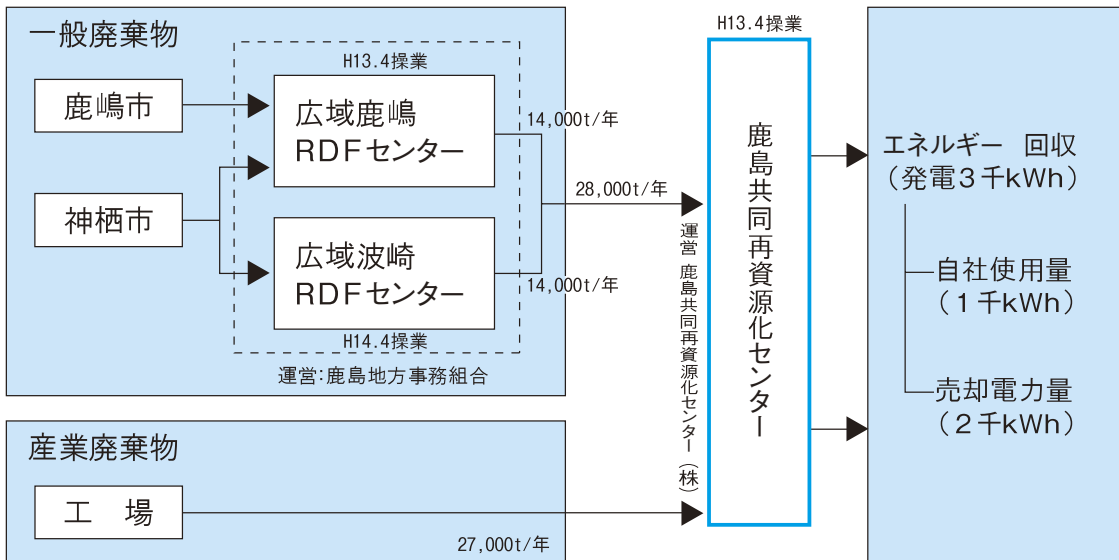 一般廃棄物
H13.4操業
鹿嶋市
広域鹿嶋
RDFセンター
14,000t/年
神栖市
広域波崎
RDFセンター
14,000t/年
H14.4操業
運営:鹿島地方事務組合
28,000t/年
産業廃棄物
工　場
27,000t/年
運営 鹿島共同再資源化センター（株）
H13.4操業
鹿島共同再資源化センター
エネルギー　回収
（発電3千kWh）
自社使用量
（1千kWh）
売却電力量
（2千kWh）